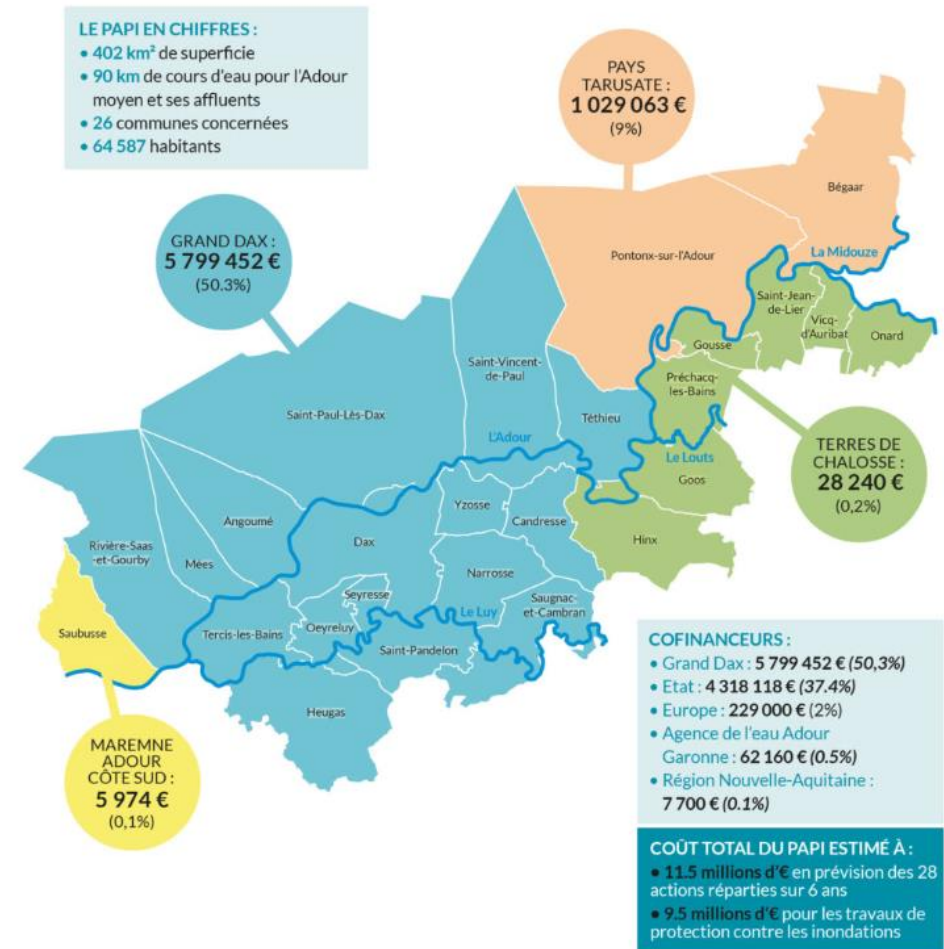 LE PAPI EN CHIFFRES :
• 402 km² de superficie
• 90 km de cours d'eau pour l'Adour
moyen et ses affluents
• 26 communes concernées
• 64 587 habitants
PAYS
TARUSATE :
1 029 063 €
(9%)
GRAND DAX :
5 799 452 €
(50.3%)
Bégaar
La Midouze
Pontonx-sur-l'Adour
Saint-Jean-
de-Lier
Vicq-
d'Auribat
Onard
Gousse
Saint-Vincent-
de-Paul
Préchacq-
les-Bains
Saint-Paul-Lès-Dax
Téthieu
L'Adour
Le Louts
Goos
TERRES DE
CHALOSSE :
28 240 €
(0,2%)
Yzosse
Candresse
Angoumé
Dax
Hinx
Rivière-Saas
-et-Gourby
Mées
Narrosse
Seyresse
Saugnac-
et-Cambran
Le Luy
Saubusse
Tercis-les-Bains
Oeyreluy
Saint-Pandelon
Heugas
MAREMNE
ADOUR
CÔTE SUD :
5 974 €
(0,1%)
COFINANCEURS :
• Grand Dax : 5 799 452 € (50,3%)
• Etat : 4 318 118 € (37.4%)
• Europe : 229 000 € (2%)
• Agence de l'eau Adour
Garonne : 62 160 € (0.5%)
• Région Nouvelle-Aquitaine :
7 700 € (0.1%)
COÛT TOTAL DU PAPI ESTIMÉ À :
• 11.5 millions d'€ en prévision des 28
actions réparties sur 6 ans
• 9.5 millions d'€ pour les travaux de
protection contre les inondations